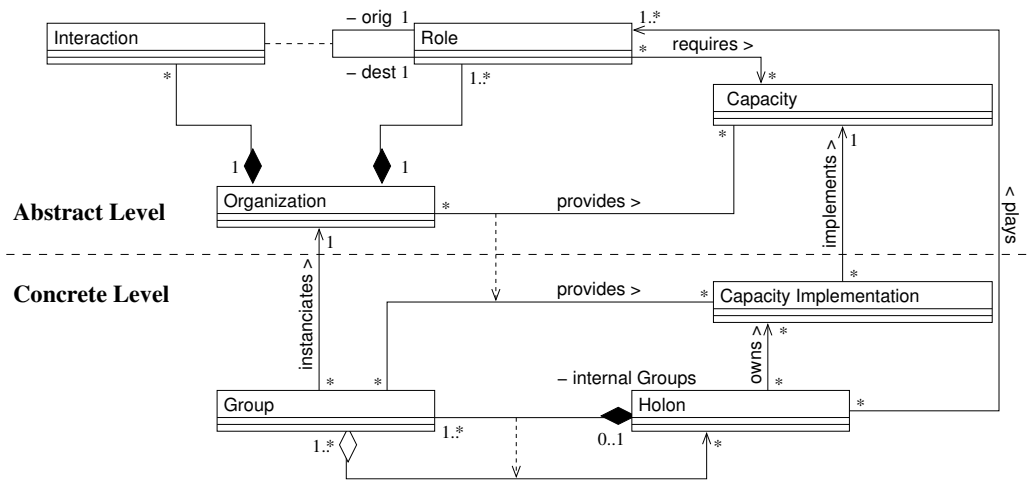 − orig 1
1..*
Interaction
Role
*
requires >
− dest 1
*
1..*
*
Capacity
*
1
1
1
implements >
Organization
< plays
Abstract Level
*
provides >
1
Concrete Level
instanciates >
*
provides >
*
Capacity Implementation
*
owns >
*
*
− internal Groups
*
Group
Holon
*
1..*
1..*
0..1
*